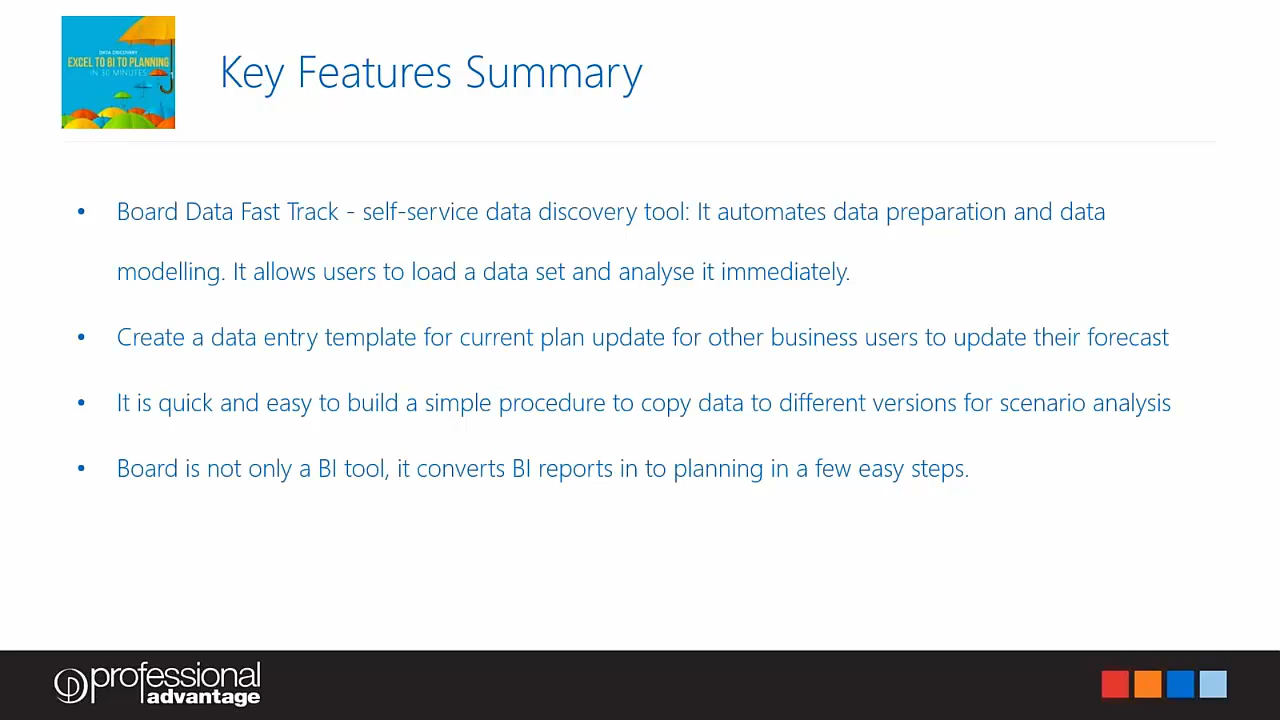 DATA DISCOVERY
EXCEL TO BI TO PLANNING
IN 30 MINUTES
Key Features Summary
• Board Data Fast Track - self-service data discovery tool: It automates data preparation and data
modelling. It allows users to load a data set and analyse it immediately.
• Create a data entry template for current plan update for other business users to update their forecast
• It is quick and easy to build a simple procedure to copy data to different versions for scenario analysis
• Board is not only a BI tool, it converts BI reports in to planning in a few easy steps.
professional
advantage